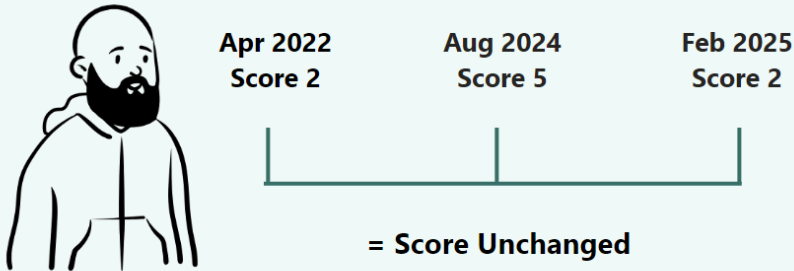 Apr 2022
Score 2
Aug 2024
Score 5
Feb 2025
Score 2
= Score Unchanged